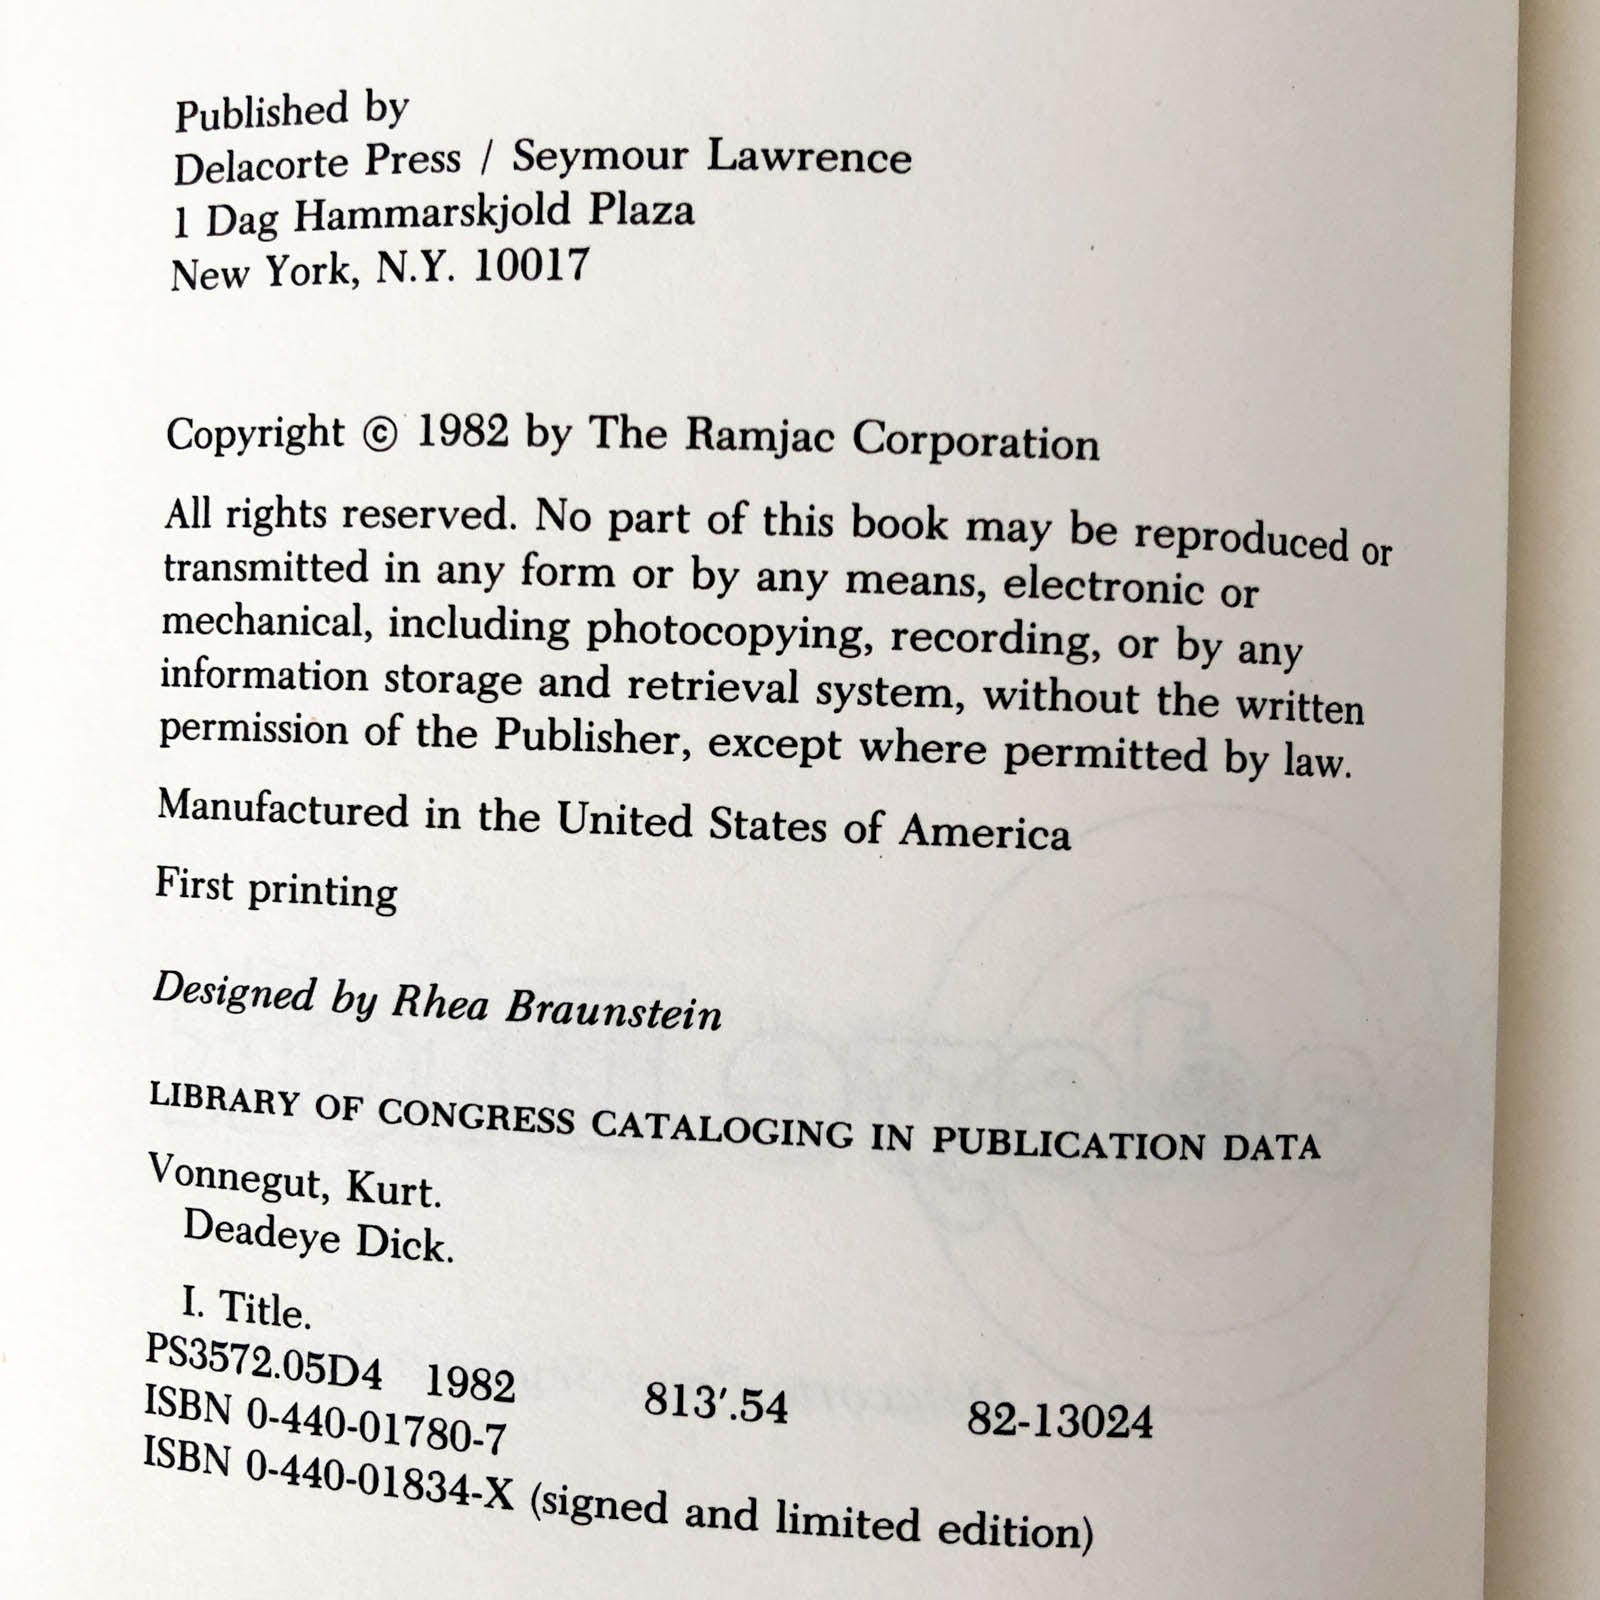 Published by
Delacorte Press / Seymour Lawrence
1 Dag Hammarskjold Plaza
New York, N.Y. 10017
Copyright © 1982 by The Ramjac Corporation
All rights reserved. No part of this book may be reproduced or
transmitted in any form or by any means, electronic or
mechanical, including photocopying, recording, or by any
information storage and retrieval system, without the written
permission of the Publisher, except where permitted by law.
Manufactured in the United States of America
First printing
Designed by Rhea Braunstein
LIBRARY OF CONGRESS CATALOGING IN PUBLICATION DATA
Vonnegut, Kurt.
Deadeye Dick.
I. Title.
PS3572.05D4 1982 813'.54 82-13024
ISBN 0-440-01780-7
ISBN 0-440-01834-X (signed and limited edition)